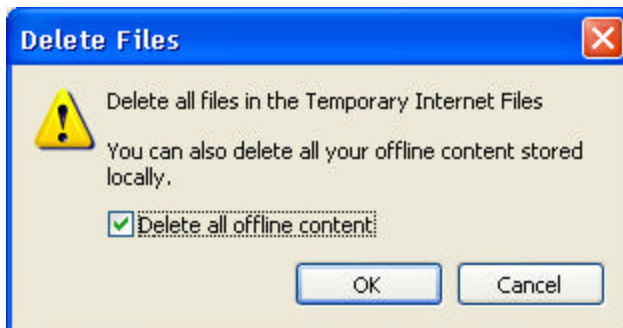 Delete Files
Delete all files in the Temporary Internet Files
You can also delete all your offline content stored
locally.
Delete all offline content
OK
Cancel